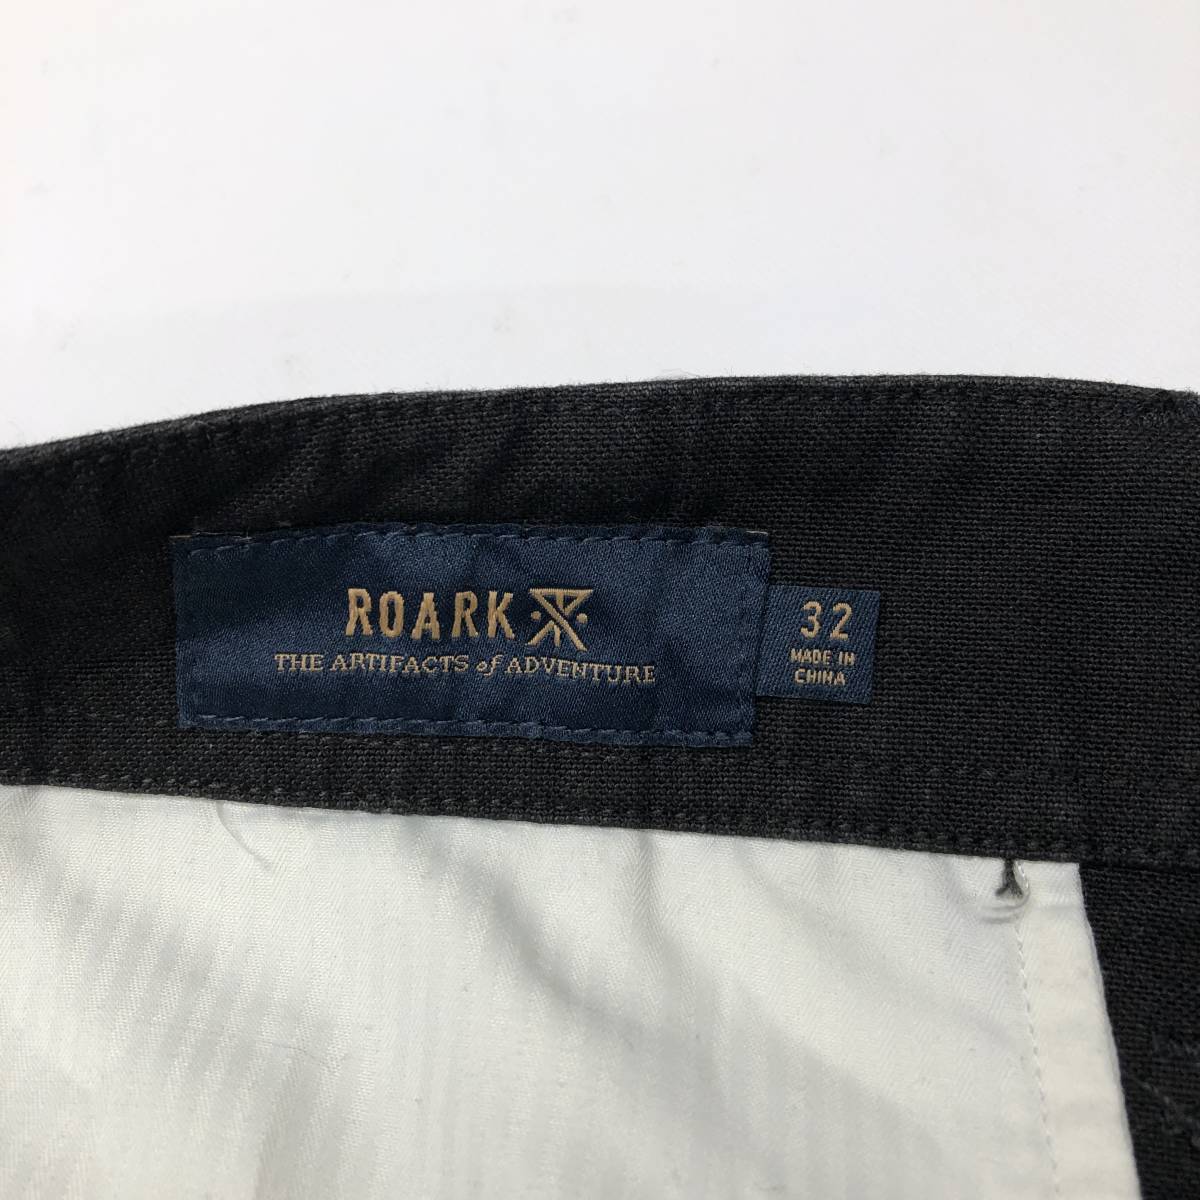 ROARK
THE ARTIFACTS of ADVENTURE
32
MADE IN
CHINA